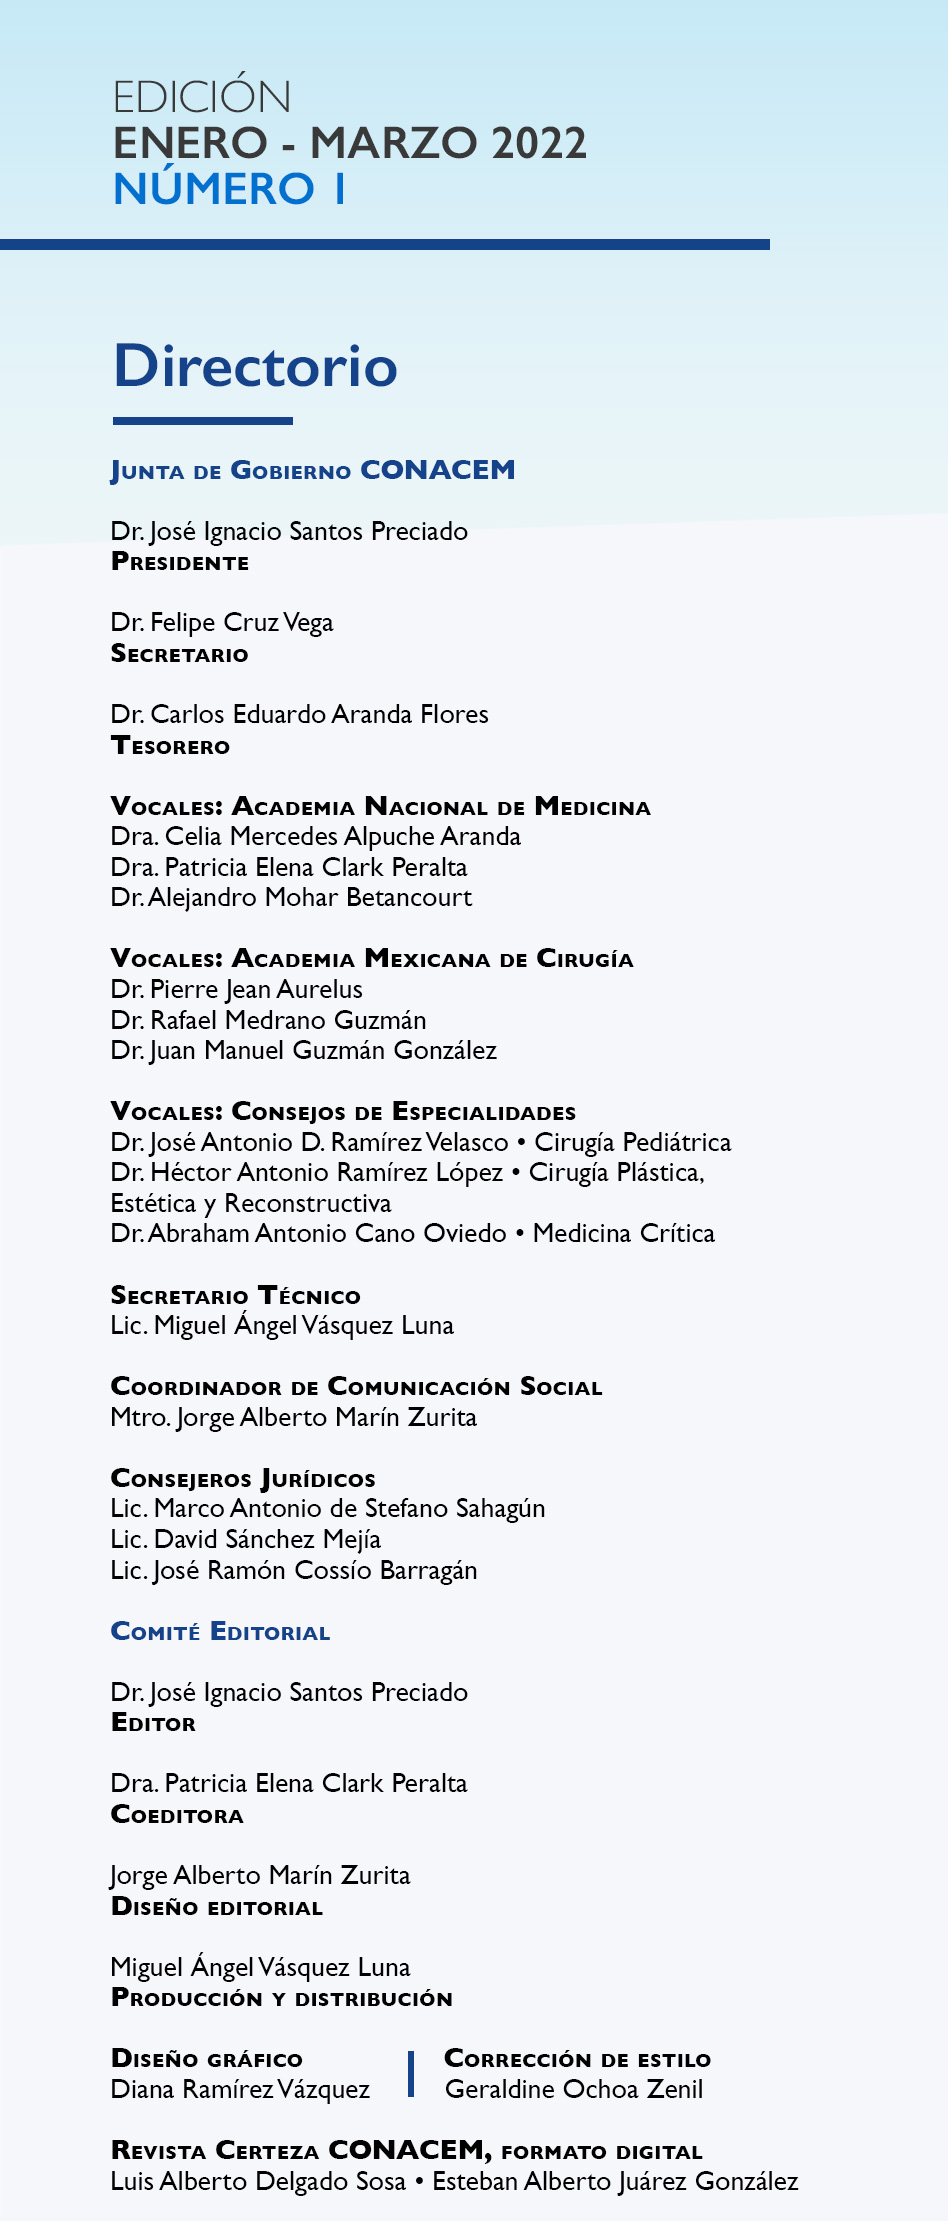 EDICIÓN
ENERO - MARZO 2022
NÚMERO 1
Directorio
Junta de Gobierno CONACEM
Dr. José Ignacio Santos Preciado
Presidente
Dr. Felipe Cruz Vega
Secretario
Dr. Carlos Eduardo Aranda Flores
Tesorero
Vocales: Academia Nacional de Medicina
Dra. Celia Mercedes Alpuche Aranda
Dra. Patricia Elena Clark Peralta
Dr. Alejandro Mohar Betancourt
Vocales: Academia Mexicana de Cirugía
Dr. Pierre Jean Aurelus
Dr. Rafael Medrano Guzmán
Dr. Juan Manuel Guzmán González
Vocales: Consejos de Especialidades
Dr. José Antonio D. Ramírez Velasco • Cirugía Pediátrica
Dr. Héctor Antonio Ramírez López • Cirugía Plástica,
Estética y Reconstructiva
Dr. Abraham Antonio Cano Oviedo • Medicina Crítica
Secretario Técnico
Lic. Miguel Ángel Vásquez Luna
Coordinador de Comunicación Social
Mtro. Jorge Alberto Marín Zurita
Consejeros Jurídicos
Lic. Marco Antonio de Stefano Sahagún
Lic. David Sánchez Mejía
Lic. José Ramón Cossío Barragán
Comité Editorial
Dr. José Ignacio Santos Preciado
Editor
Dra. Patricia Elena Clark Peralta
Coeditora
Jorge Alberto Marín Zurita
Diseño editorial
Miguel Ángel Vásquez Luna
Producción y distribución
Diseño gráfico
Diana Ramírez Vázquez
Corrección de estilo
Geraldine Ochoa Zenil
Revista Certeza CONACEM, formato digital
Luis Alberto Delgado Sosa • Esteban Alberto Juárez González